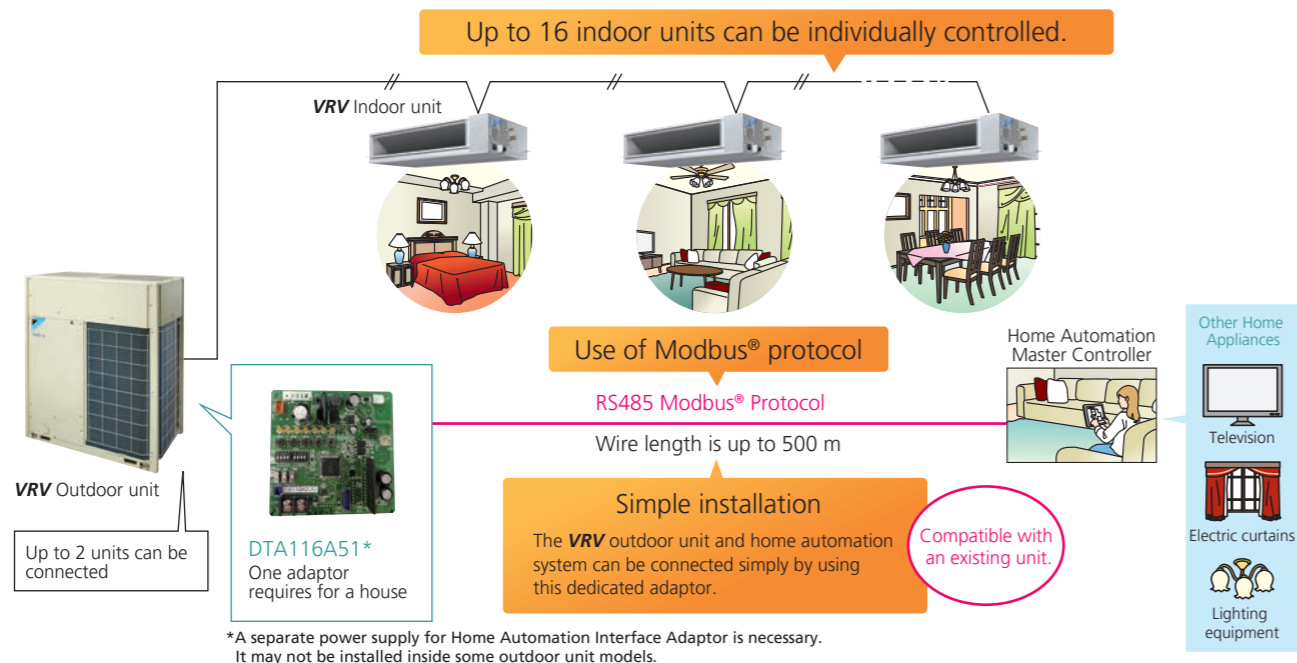 Up to 16 indoor units can be individually controlled.
VRV Indoor unit
Use of Modbus® protocol
RS485 Modbus® Protocol
Wire length is up to 500 m
Home Automation
Master Controller
Other Home
Appliances
Television
Electric curtains
Lighting
equipment
VRV Outdoor unit
Up to 2 units can be
connected
DTA116A51*
One adaptor
requires for a house
Simple installation
The VRV outdoor unit and home automation
system can be connected simply by using
this dedicated adaptor.
Compatible with
an existing unit.
*A separate power supply for Home Automation Interface Adaptor is necessary.
It may not be installed inside some outdoor unit models.